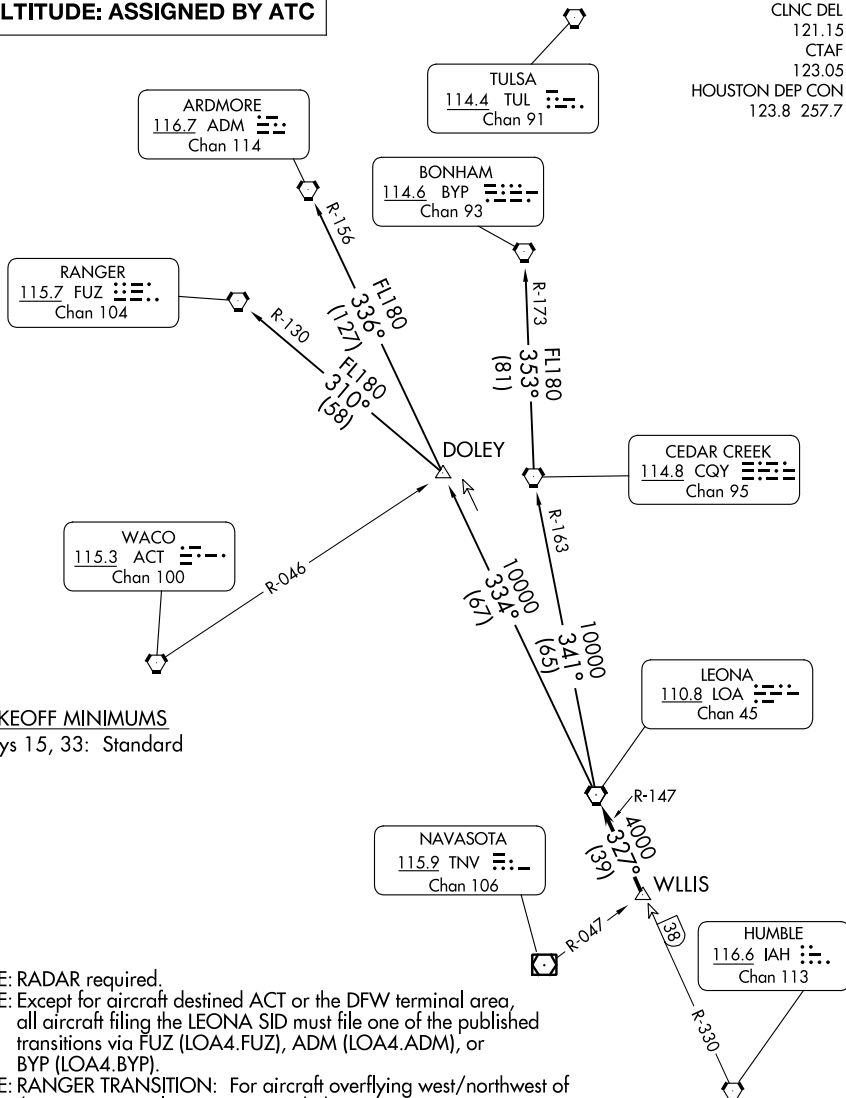 LTITUDE: ASSIGNED BY ATC
CLNC DEL
121.15
CTAF
123.05
HOUSTON DEP CON
123.8 257.7
TULSA
114.4 TUL
Chan 91
ARDMORE
116.7 ADM
Chan 114
BONHAM
114.6 BYP
Chan 93
RANGER
115.7 FUZ
Chan 104
R-156
R-130
R-173
FL180
336°
(127)
FL180
310°
(58)
FL180
353°
(81)
DOLEY
CEDAR CREEK
114.8 CQY
Chan 95
R-163
WACO
115.3 ACT
Chan 100
R-046
10000
334°
(67)
10000
341°
(65)
LEONA
110.8 LOA
Chan 45
KEOFF MINIMUMS
ys 15, 33: Standard
R-147
4000
327°
(39)
WLLIS
NAVASOTA
115.9 TNV
Chan 106
R-047
38
HUMBLE
116.6 IAH
Chan 113
R-330
E: RADAR required.
E: Except for aircraft destined ACT or the DFW terminal area,
all aircraft filing the LEONA SID must file one of the published
transitions via FUZ (LOA4.FUZ), ADM (LOA4.ADM), or
BYP (LOA4.BYP).
E: RANGER TRANSITION: For aircraft overflying west/northwest of